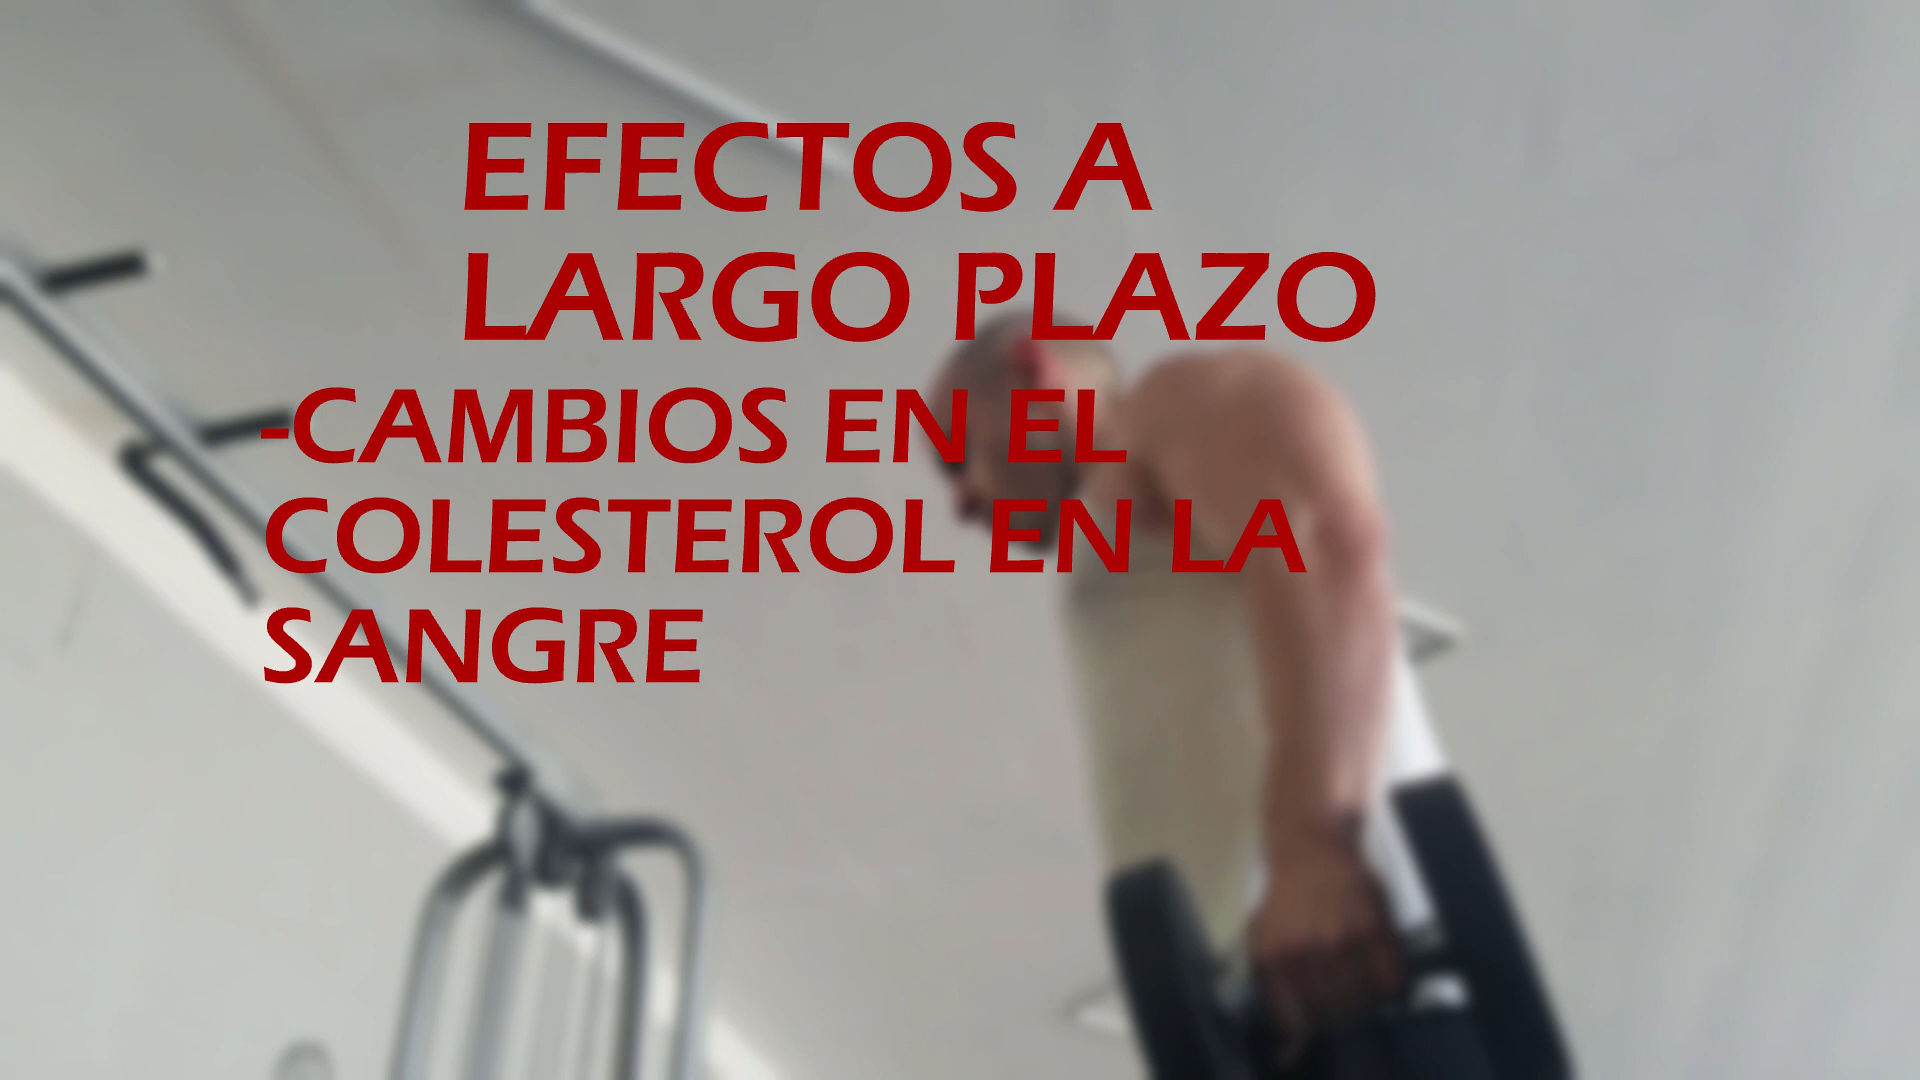 EFECTOS A
LARGO PLAZO
-CAMBIOS EN EL
COLESTEROL EN LA
SANGRE